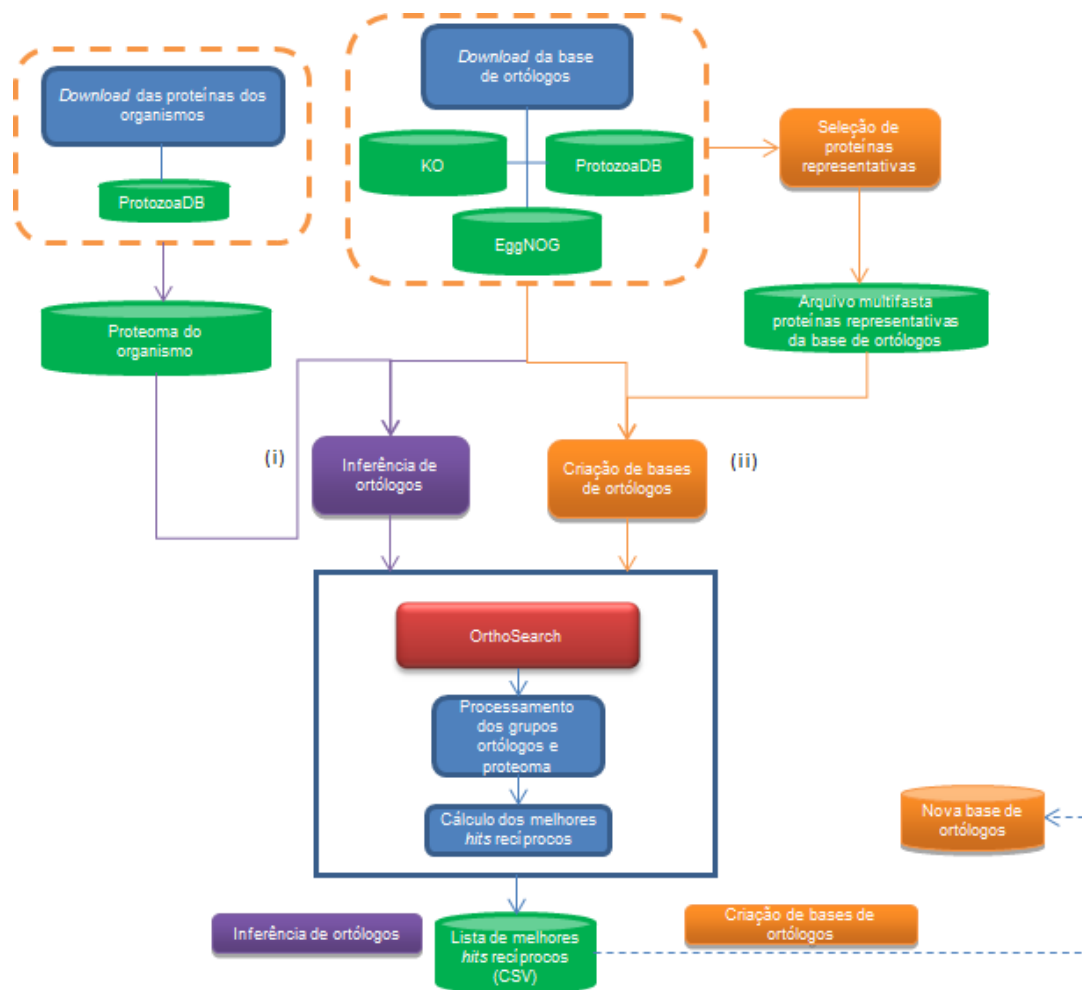 Download das proteínas dos
organismos
ProtozoaDB
Download da base
de ortólogos
KO
ProtozoaDB
EggNOG
Seleção de
proteínas
representativas
Proteoma do
organismo
Arquivo multifasta
proteínas representativas
da base de ortólogos
(i)
Inferência de
ortólogos
Criação de bases
de ortólogos
(ii)
OrthoSearch
Processamento
dos grupos
ortólogos e
proteoma
Cálculo dos melhores
hits recíprocos
Nova base de
ortólogos
Inferência de ortólogos
Lista de melhores
hits recíprocos
(CSV)
Criação de bases de
ortólogos